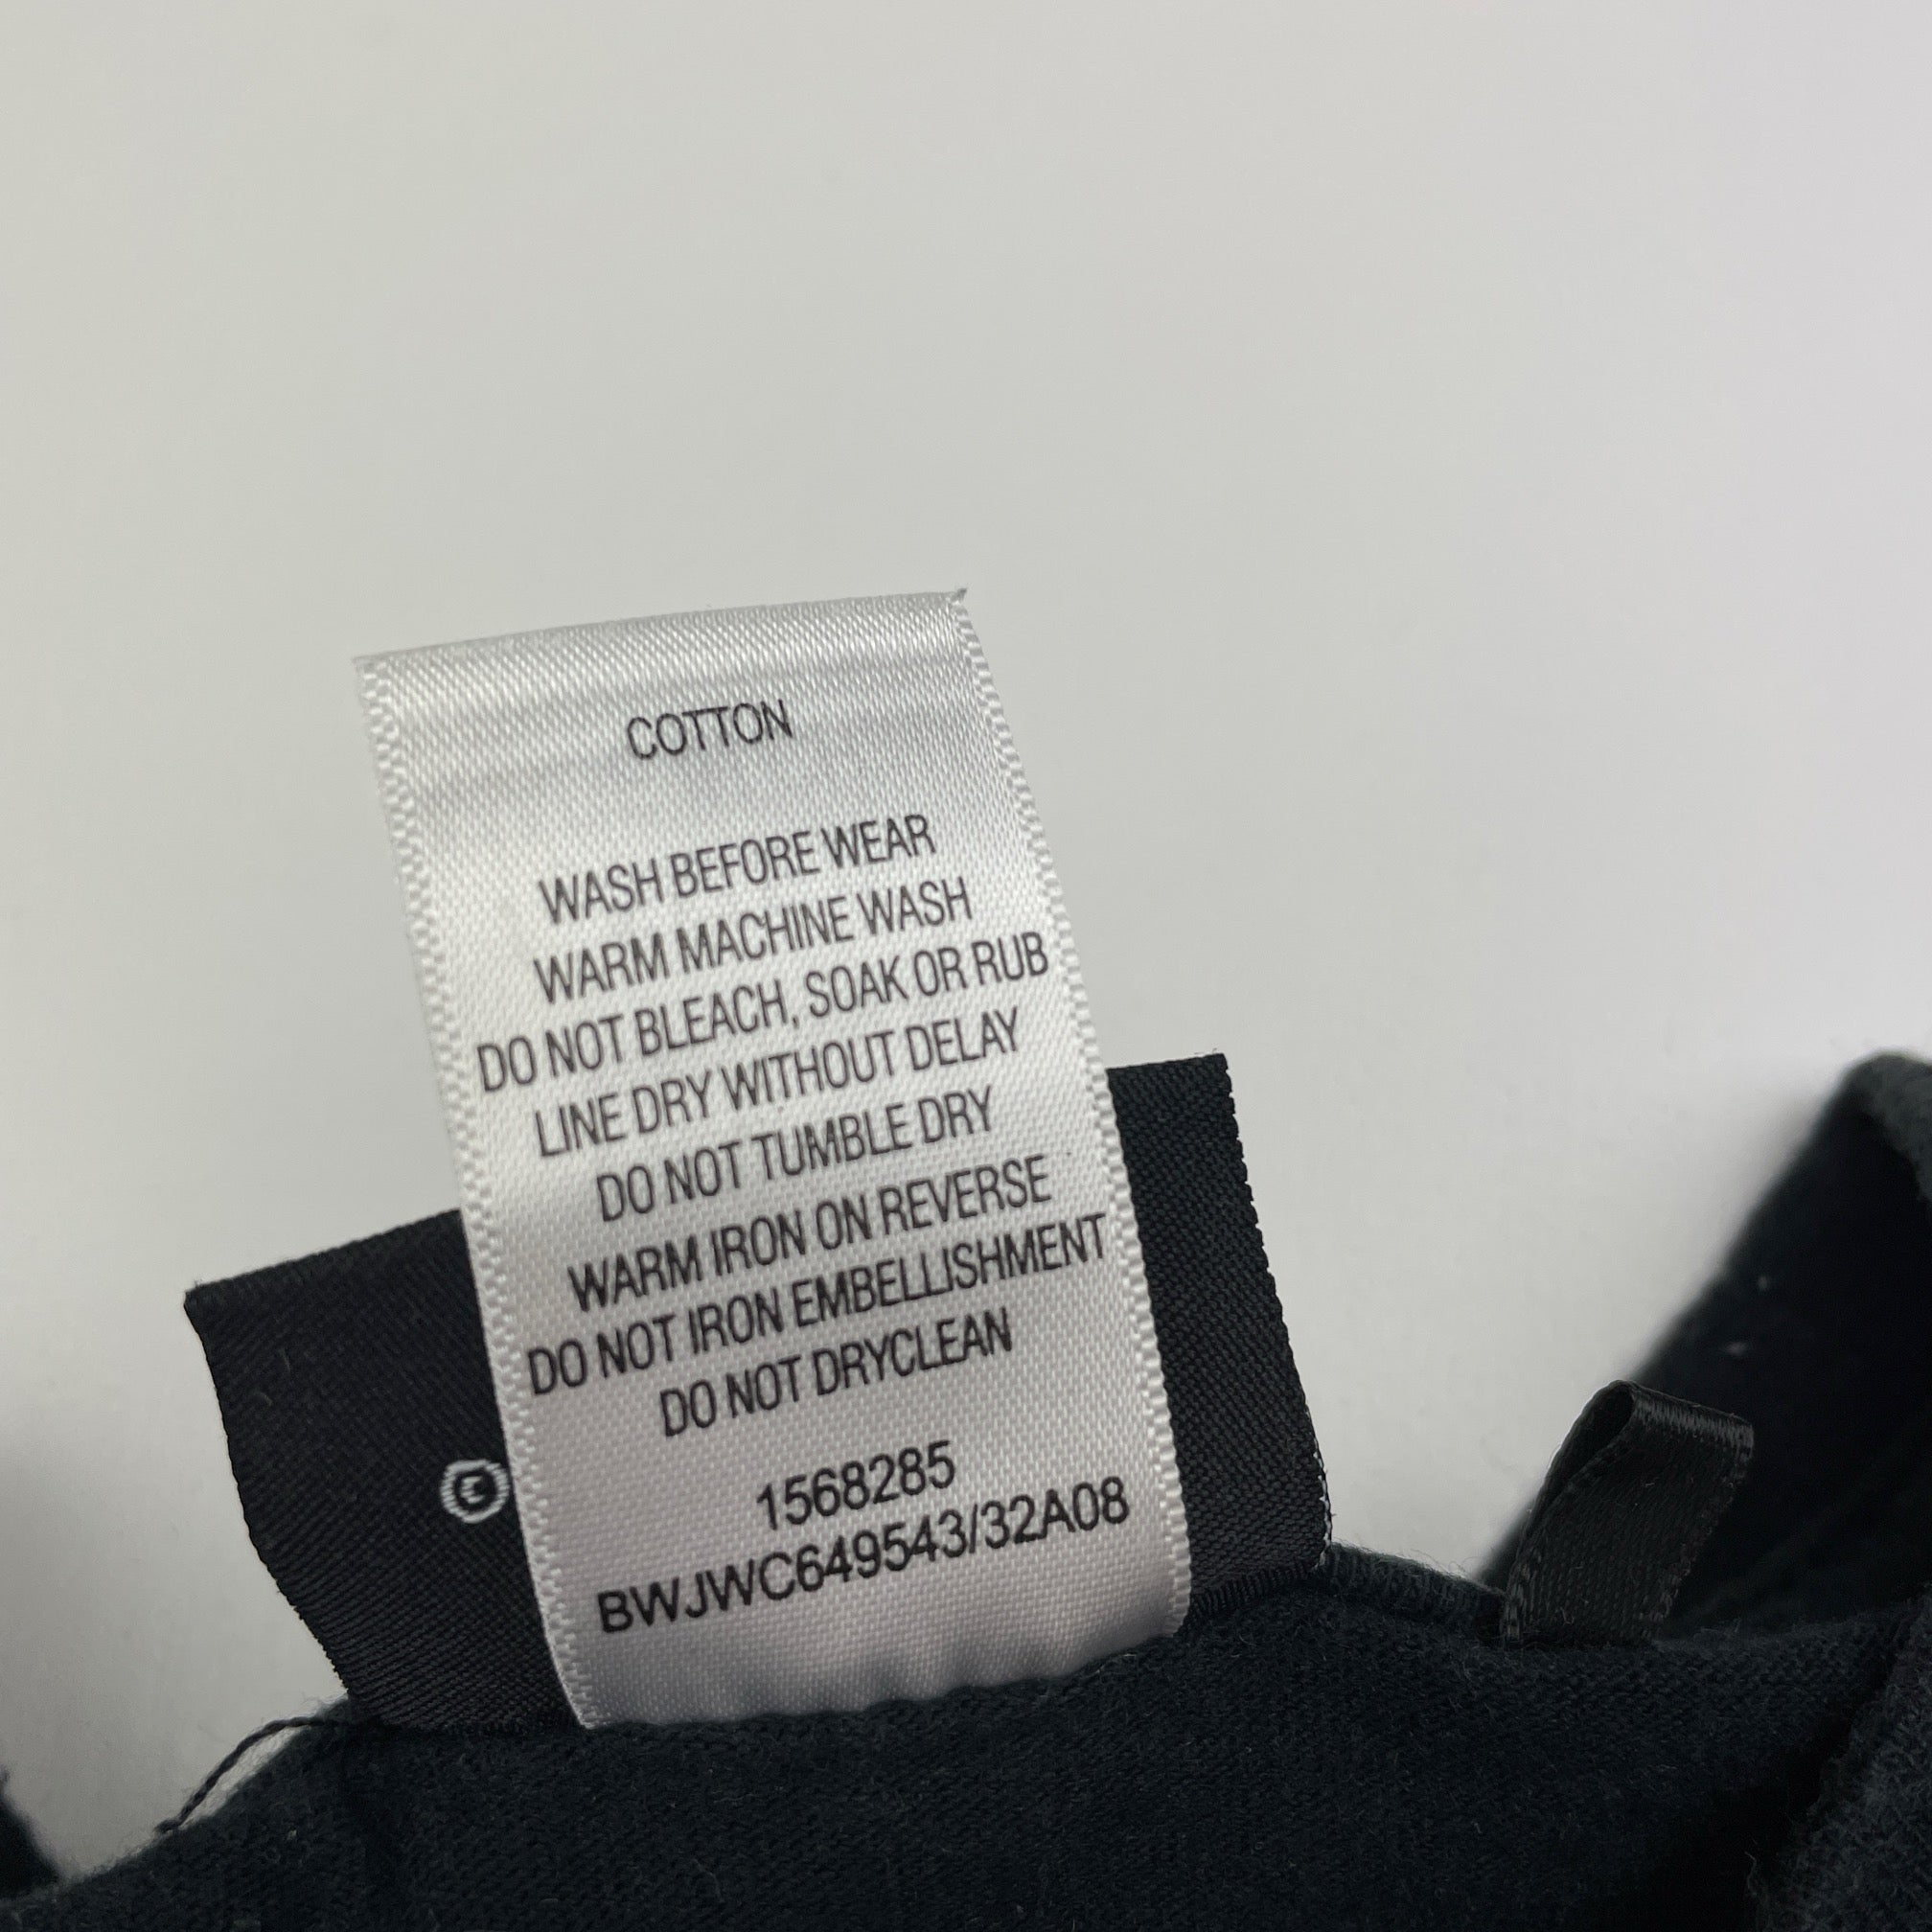 COTTON
WASH BEFORE WEAR
WARM MACHINE WASH
DO NOT BLEACH, SOAK OR RUB
LINE DRY WITHOUT DELAY
DO NOT TUMBLE DRY
WARM IRON ON REVERSE
DO NOT IRON EMBELLISHMENT
DO NOT DRYCLEAN
1568285
BWJWC649543/32A08